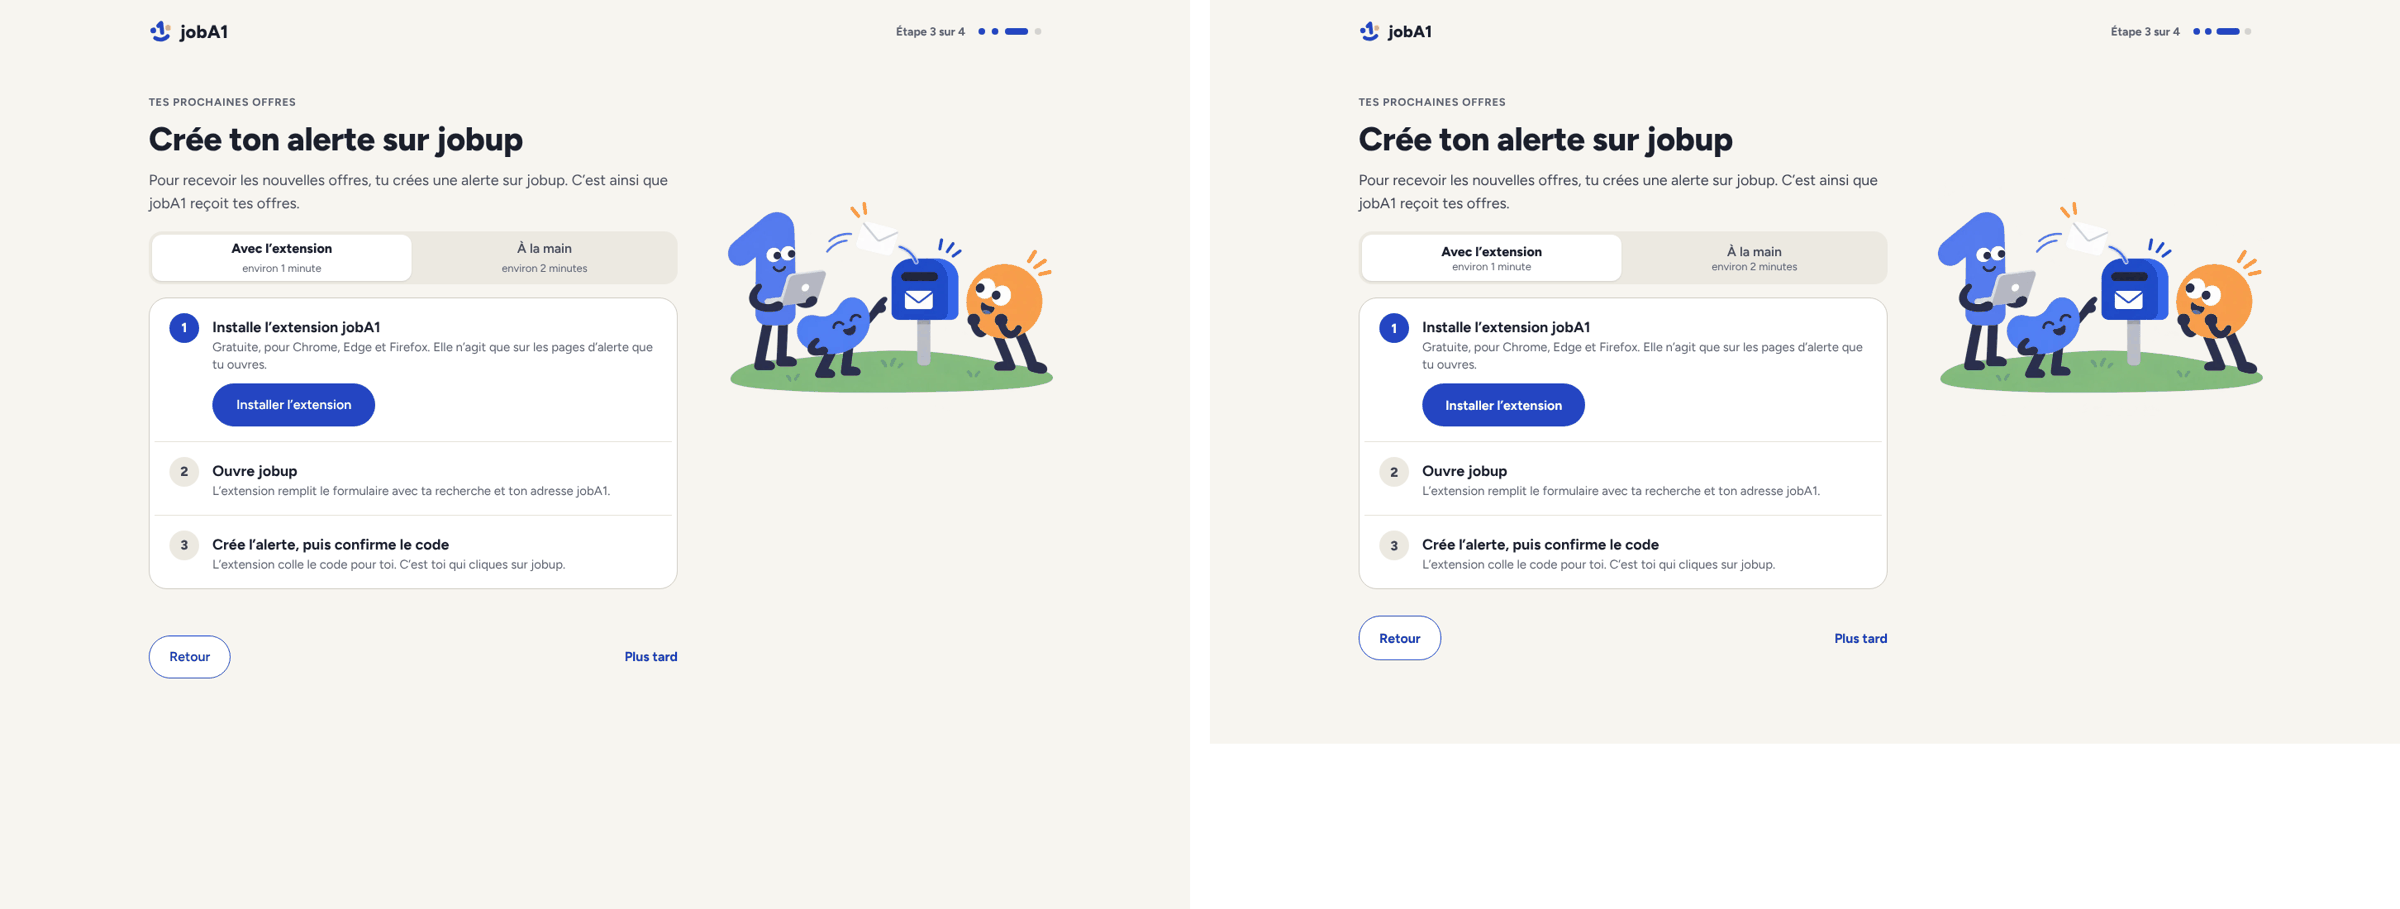 jobA1
Étape 3 sur 4
TES PROCHAINES OFFRES
Crée ton alerte sur jobup
Pour recevoir les nouvelles offres, tu crées une alerte sur jobup. C’est ainsi que
jobA1 reçoit tes offres.
Avec l’extension
environ 1 minute
À la main
environ 2 minutes
1
Installe l’extension jobA1
Gratuite, pour Chrome, Edge et Firefox. Elle n’agit que sur les pages d’alerte que
tu ouvres.
Installer l’extension
2
Ouvre jobup
L’extension remplit le formulaire avec ta recherche et ton adresse jobA1.
3
Crée l’alerte, puis confirme le code
L’extension colle le code pour toi. C’est toi qui cliques sur jobup.
Retour
Plus tard
jobA1
Étape 3 sur 4
TES PROCHAINES OFFRES
Crée ton alerte sur jobup
Pour recevoir les nouvelles offres, tu crées une alerte sur jobup. C’est ainsi que
jobA1 reçoit tes offres.
Avec l’extension
environ 1 minute
À la main
environ 2 minutes
1
Installe l’extension jobA1
Gratuite, pour Chrome, Edge et Firefox. Elle n’agit que sur les pages d’alerte que
tu ouvres.
Installer l’extension
2
Ouvre jobup
L’extension remplit le formulaire avec ta recherche et ton adresse jobA1.
3
Crée l’alerte, puis confirme le code
L’extension colle le code pour toi. C’est toi qui cliques sur jobup.
Retour
Plus tard